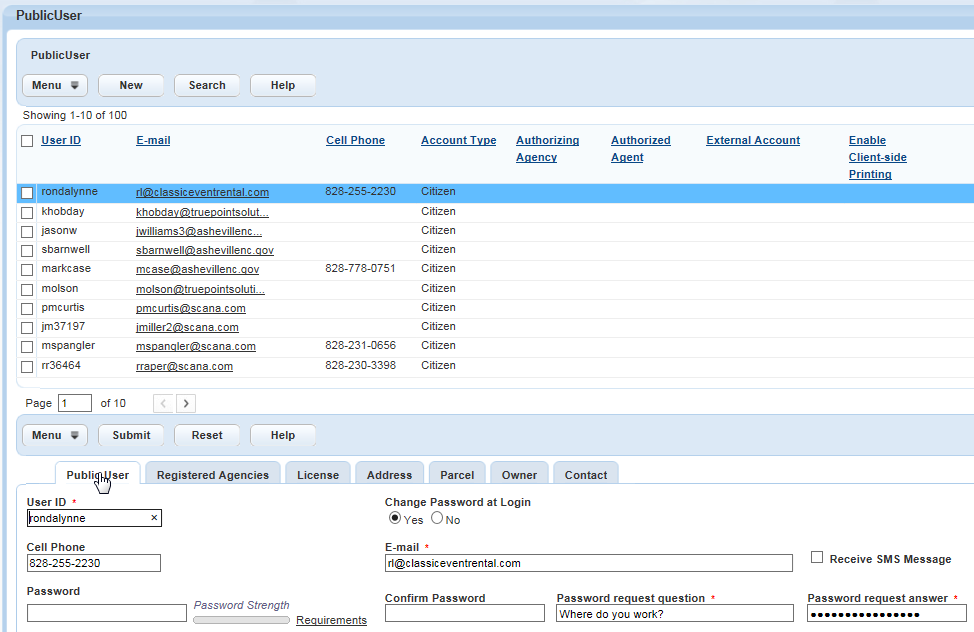 PublicUser
PublicUser
Menu New Search Help
Showing 1-10 of 100
User ID E-mail Cell Phone Account Type Authorizing Agency Authorized Agent External Account Enable Client-side Printing
rondalynne rl@classiceventrental.com 828-255-2230 Citizen
khobday khobday@truepointsolut... Citizen
jasonw jwilliams3@ashevillenc... Citizen
sbarnwell sbarnwell@ashevillenc.gov Citizen
markcase mcase@ashevillenc.gov 828-778-0751 Citizen
molson molson@truepointsoluti... Citizen
pmcurtis pmcurtis@scana.com Citizen
jm37197 jmiller2@scana.com Citizen
mspangler mspangler@scana.com 828-231-0656 Citizen
rr36464 rraper@scana.com 828-230-3398 Citizen
Page 1 of 10 < >
Menu Submit Reset Help
PublicUser Registered Agencies License Address Parcel Owner Contact
User ID * Change Password at Login
rondalynne × Yes No
Cell Phone E-mail * Receive SMS Message
828-255-2230 rl@classiceventrental.com
Password Password Strength Requirements Confirm Password Password request question * Password request answer *
Where do you work? ••••••••••••••••